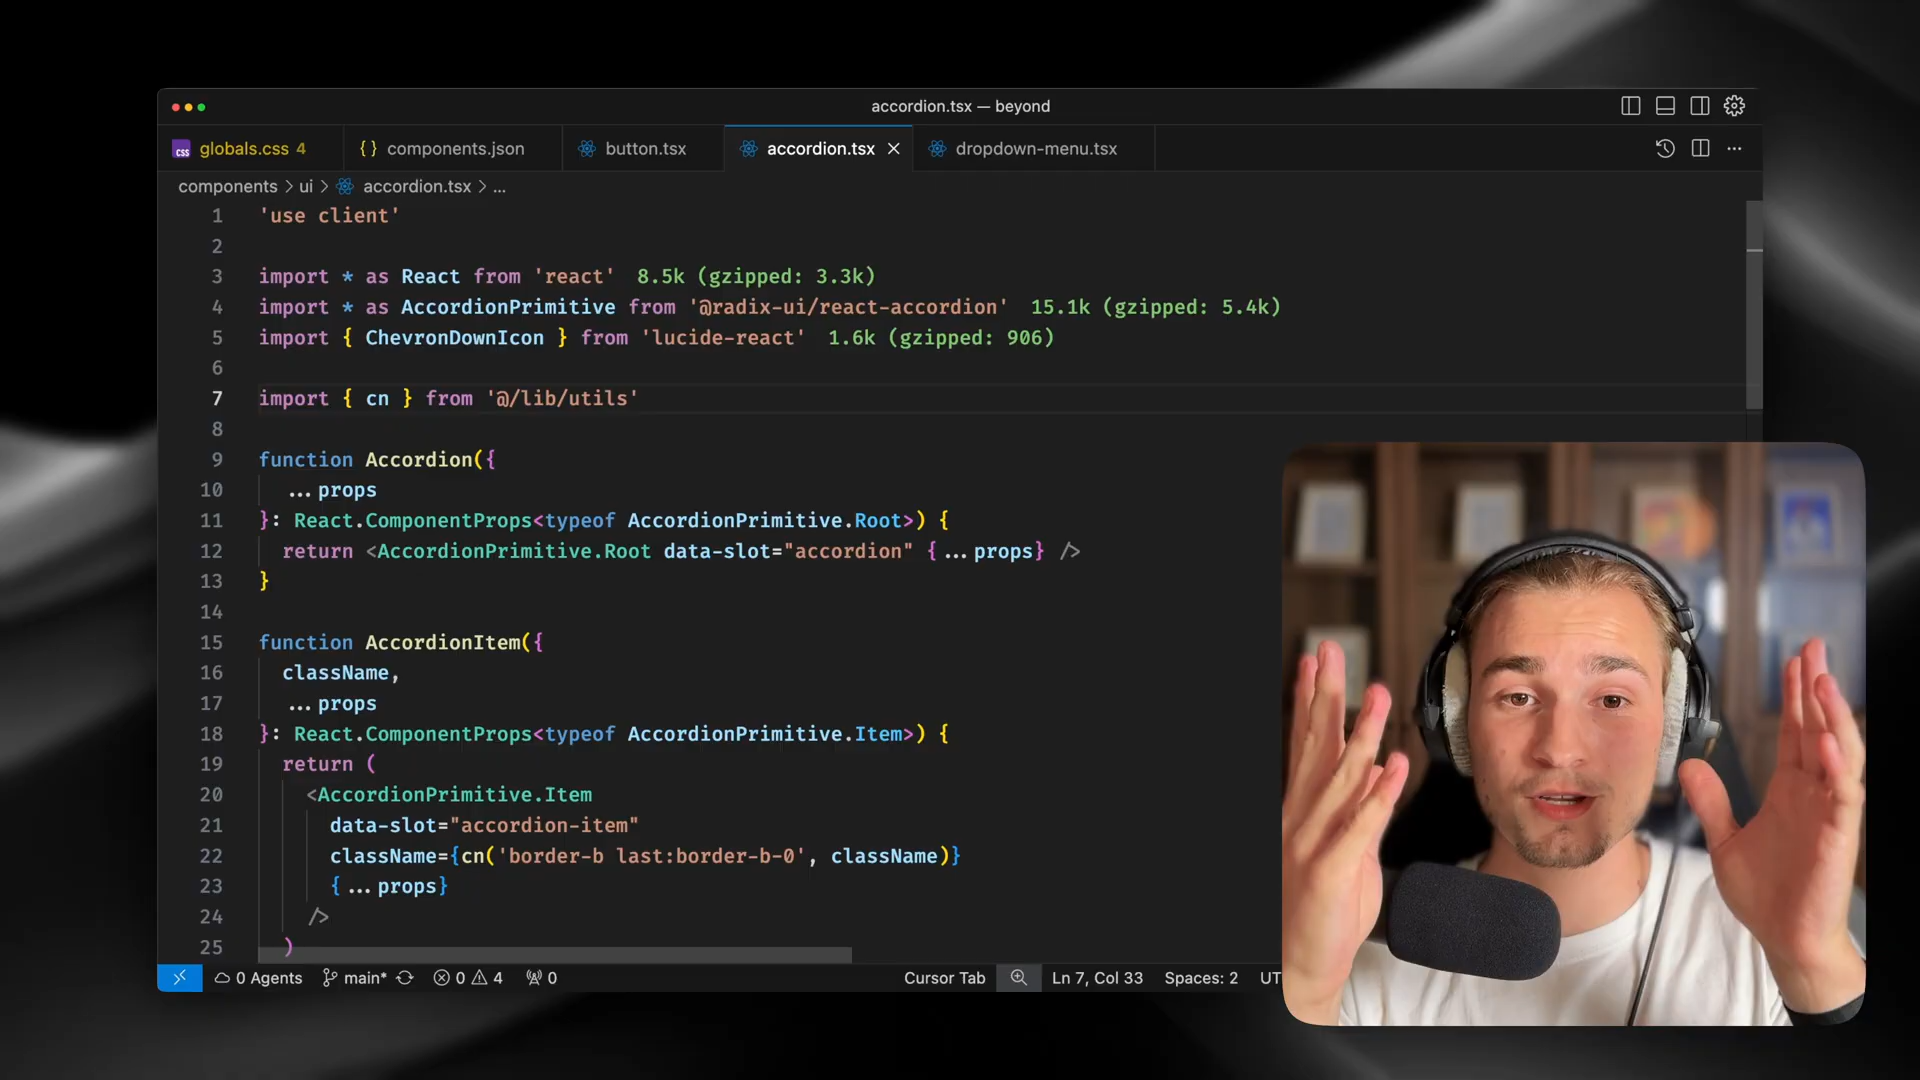 accordion.tsx — beyond
CSS globals.css 4
{} components.json
button.tsx
accordion.tsx
dropdown-menu.tsx
components > ui > accordion.tsx > ...
1 'use client'
2
3 import * as React from 'react' 8.5k (gzipped: 3.3k)
4 import * as AccordionPrimitive from '@radix-ui/react-accordion' 15.1k (gzipped: 5.4k)
5 import { ChevronDownIcon } from 'lucide-react' 1.6k (gzipped: 906)
6
7 import { cn } from '@/lib/utils'
8
9 function Accordion({
10 ...props
11 }: React.ComponentProps<typeof AccordionPrimitive.Root>) {
12 return <AccordionPrimitive.Root data-slot="accordion" {...props} />
13 }
14
15 function AccordionItem({
16 className,
17 ...props
18 }: React.ComponentProps<typeof AccordionPrimitive.Item>) {
19 return (
20 <AccordionPrimitive.Item
21 data-slot="accordion-item"
22 className={cn('border-b last:border-b-0', className)}
23 {...props}
24 />
25 )
0 Agents main* 0 4 0 Cursor Tab Ln 7, Col 33 Spaces: 2 UT